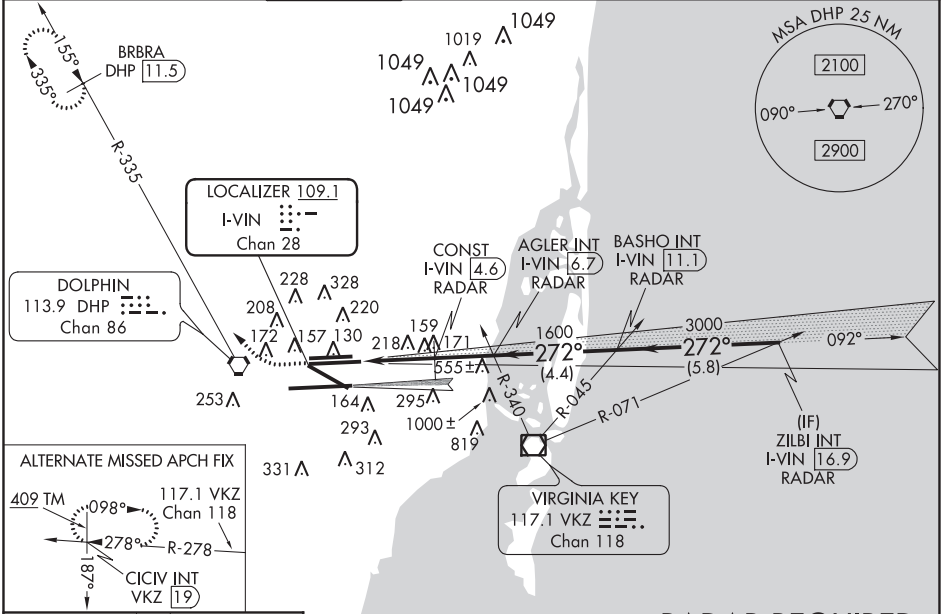 1049
1019
1049
1049
1049
MSA DHP 25 NM
2100
090°
270°
2900
155°
335°
BRBRA
DHP 11.5
R-335
LOCALIZER 109.1
I-VIN
Chan 28
DOLPHIN
113.9 DHP
Chan 86
CONST
I-VIN 4.6
RADAR
AGLER INT
I-VIN 6.7
RADAR
BASHO INT
I-VIN 11.1
RADAR
228
328
208
220
172
157
130
218
159
171
1600
272°
(4.4)
3000
272°
(5.8)
092°
555±
R-340
R-045
R-071
253
164
295
1000±
293
819
331
312
(IF)
ZILBI INT
I-VIN 16.9
RADAR
VIRGINIA KEY
117.1 VKZ
Chan 118
ALTERNATE MISSED APCH FIX
409 TM
098°
117.1 VKZ
Chan 118
278°
R-278
187°
CICIV INT
VKZ 19
RADAR REQUIRED